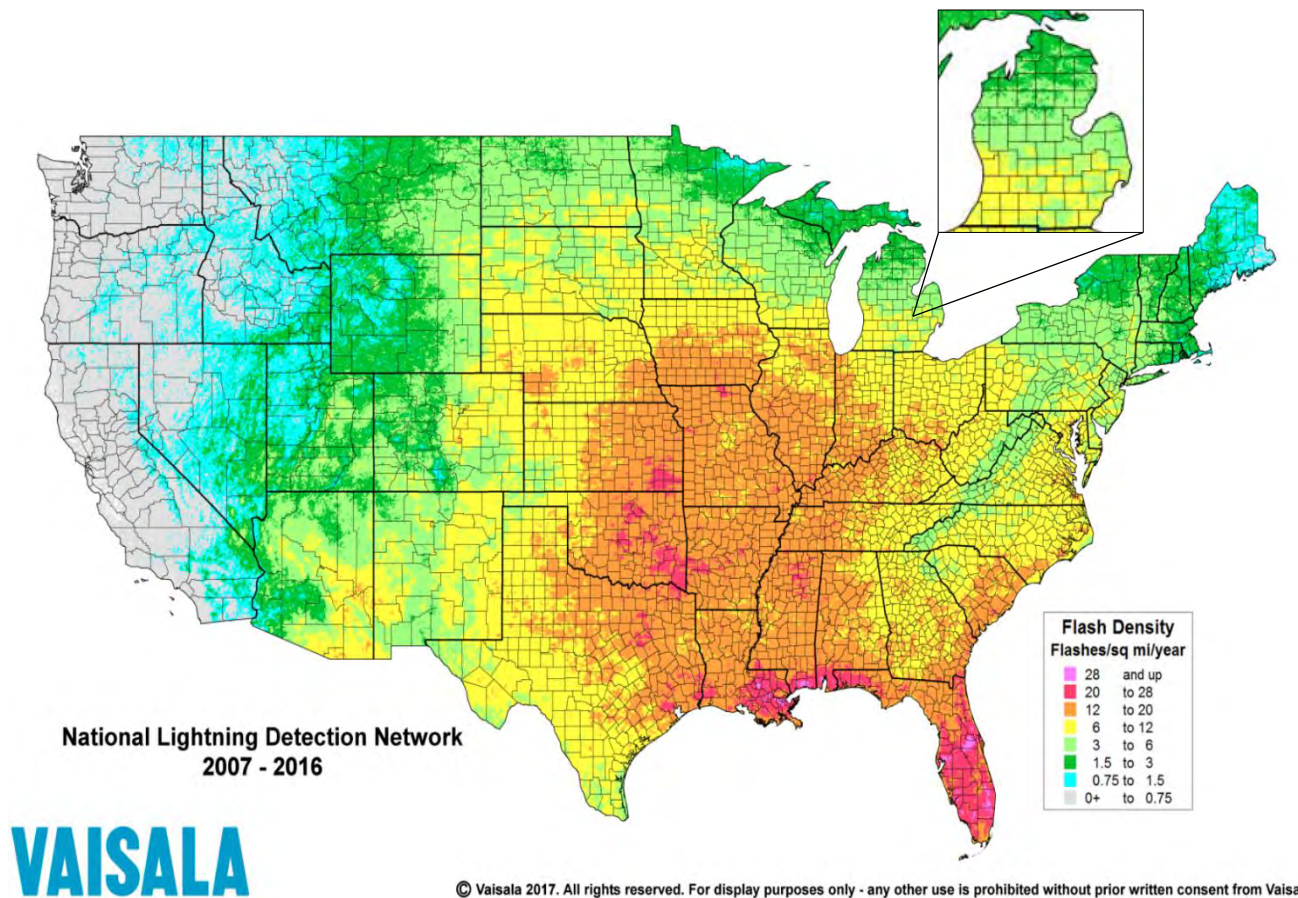 Flash Density
Flashes/sq mi/year
28 and up
20 to 28
12 to 20
6 to 12
3 to 6
1.5 to 3
0.75 to 1.5
0+ to 0.75
National Lightning Detection Network
2007 - 2016
VAISALA
© Vaisala 2017. All rights reserved. For display purposes only - any other use is prohibited without prior written consent from Vaisa